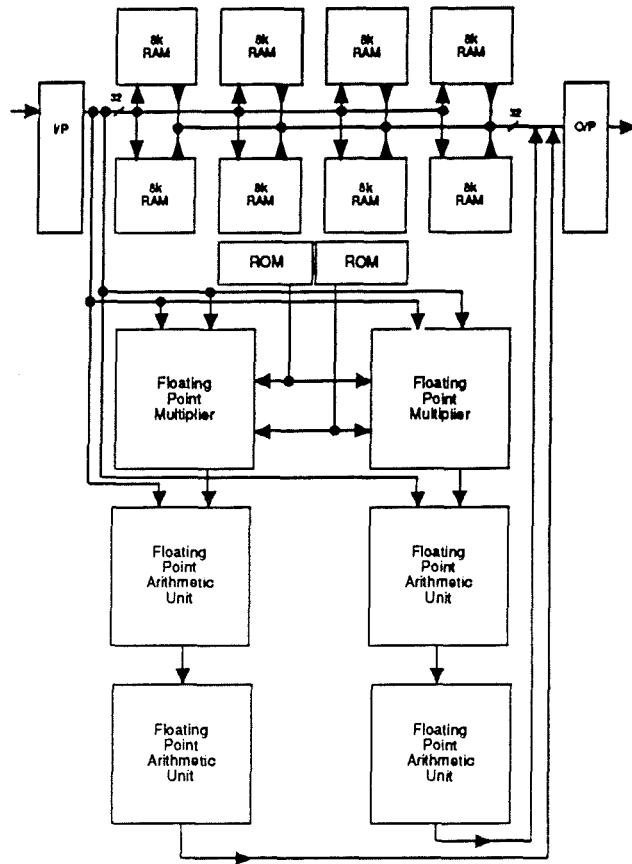 8k
RAM
8k
RAM
8k
RAM
8k
RAM
32
32
I/P
O/P
8k
RAM
8k
RAM
8k
RAM
8k
RAM
ROM
ROM
Floating
Point
Multiplier
Floating
Point
Multiplier
Floating
Point
Arithmetic
Unit
Floating
Point
Arithmetic
Unit
Floating
Point
Arithmetic
Unit
Floating
Point
Arithmetic
Unit